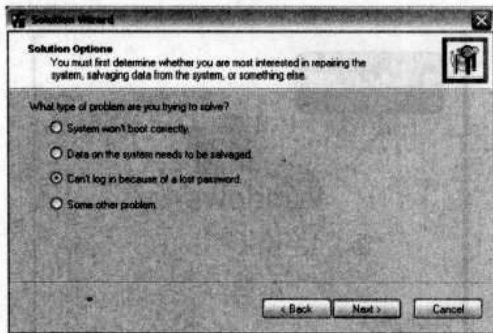 Solution Wizard
Solution Options
You must first determine whether you are most interested in repairing the
system, salvaging data from the system, or something else.
What type of problem are you trying to solve?
System won't boot correctly.
Data on the system needs to be salvaged.
Can't log in because of a lost password.
Some other problem.
< Back Next > Cancel